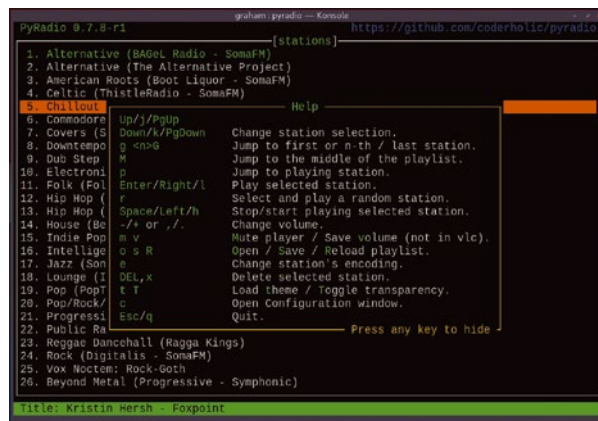 graham : pyradio — Konsole
PyRadio 0.7.8-r1 https://github.com/coderholic/pyradio
[stations]
1. Alternative (BAGeL Radio - SomaFM)
2. Alternative (The Alternative Project)
3. American Roots (Boot Liquor - SomaFM)
4. Celtic (ThistleRadio - SomaFM)
5. Chillout Help
6. Commodore Up/j/PgUp
7. Covers (S Down/k/PgDown Change station selection.
8. Downtempo g <n>G Jump to first or n-th / last station.
9. Dub Step M Jump to the middle of the playlist.
10. Electroni p Jump to playing station.
11. Folk (Fol Enter/Right/l Play selected station.
12. Hip Hop ( r Select and play a random station.
13. Hip Hop ( Space/Left/h Stop/start playing selected station.
14. House (Be -/+ or ,/. Change volume.
15. Indie Pop m v Mute player / Save volume (not in vlc).
16. Intellige o s R Open / Save / Reload playlist.
17. Jazz (Son e Change station's encoding.
18. Lounge (I DEL,x Delete selected station.
19. Pop (PopT t T Load theme / Toggle transparency.
20. Pop/Rock/ c Open Configuration window.
21. Progressi Esc/q Quit.
22. Public Ra Press any key to hide
23. Reggae Dancehall (Ragga Kings)
24. Rock (Digitalis - SomaFM)
25. Vox Noctem: Rock-Goth
26. Beyond Metal (Progressive - Symphonic)
Title: Kristin Hersh - Foxpoint